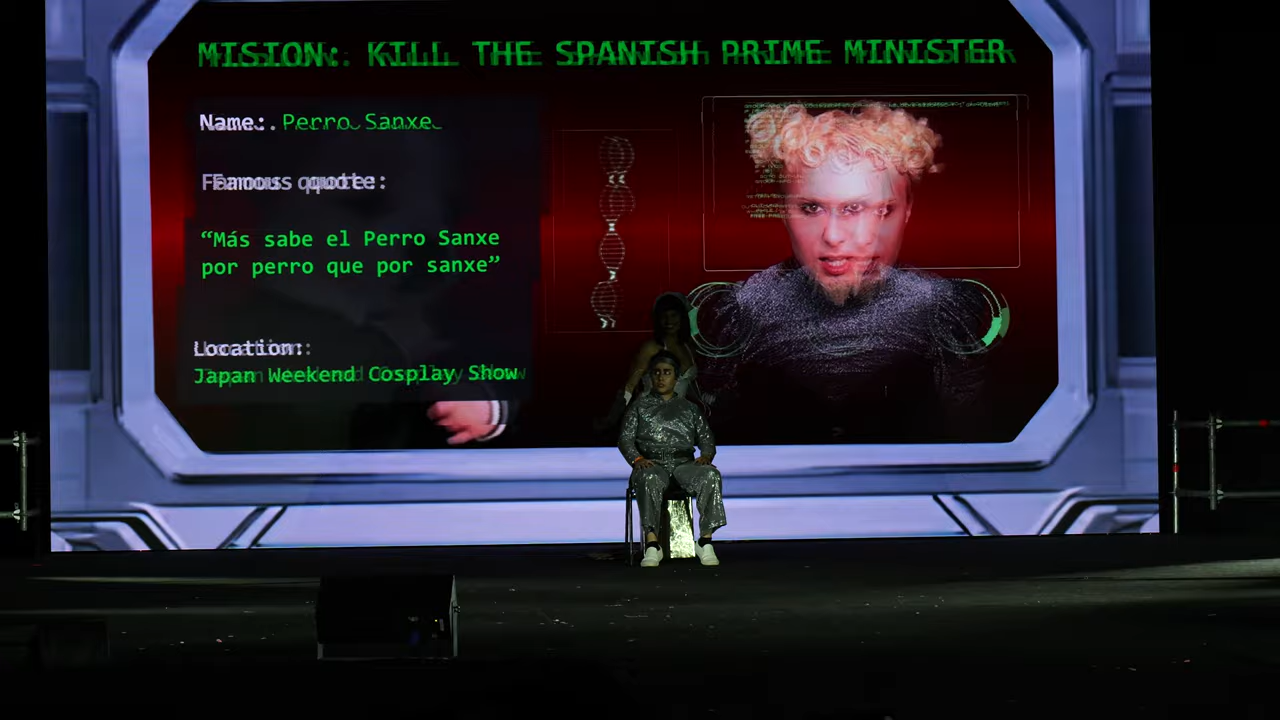 MISION: KILL THE SPANISH PRIME MINISTER
Name: Perro Sanxe
Famous quote:
“Más sabe el Perro Sanxe
por perro que por sanxe”
Location:
Japan Weekend Cosplay Show